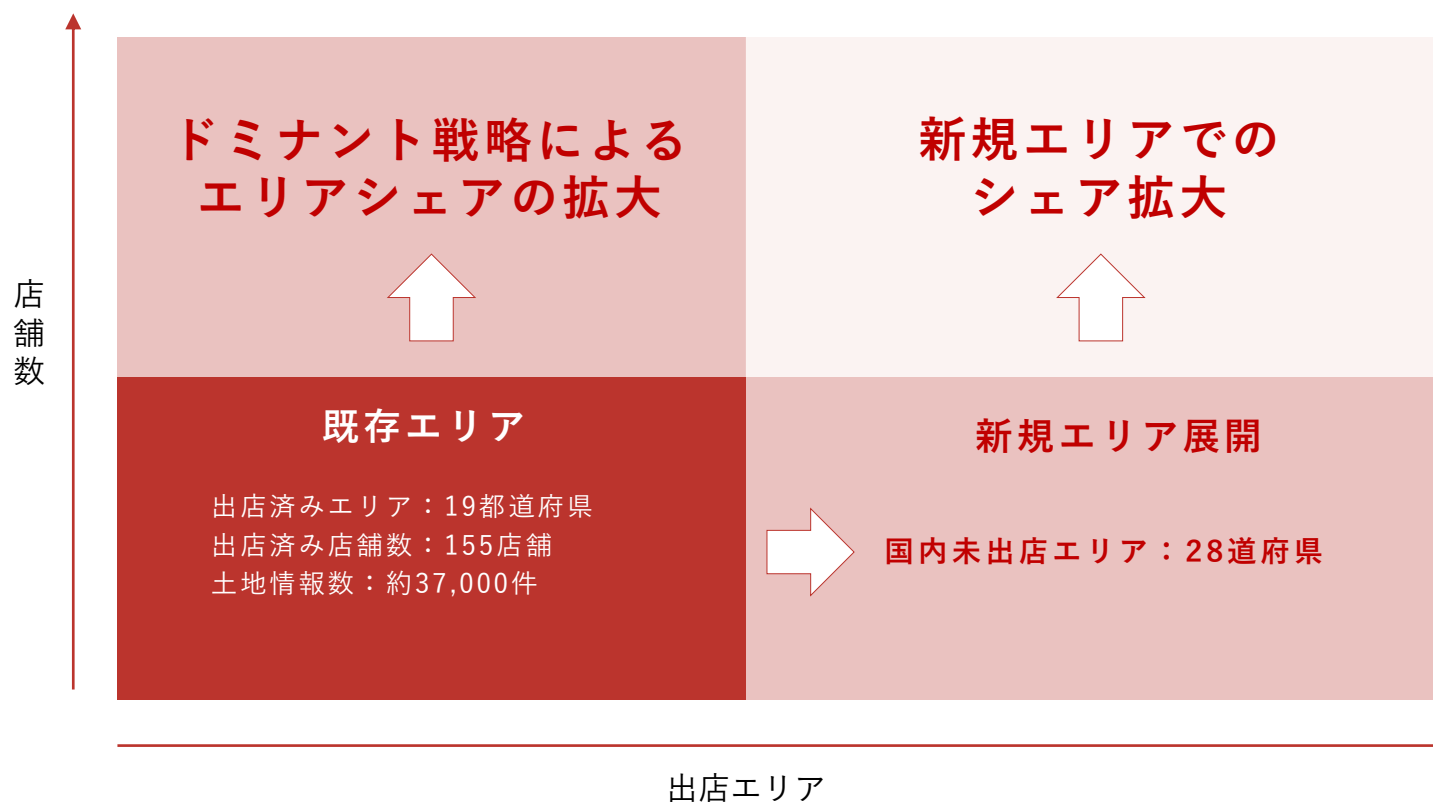 ドミナント戦略による
エリアシェアの拡大
新規エリアでの
シェア拡大
店舗数
既存エリア
出店済みエリア：19都道府県
出店済み店舗数：155店舗
土地情報数：約37,000件
新規エリア展開
国内未出店エリア：28道府県
出店エリア